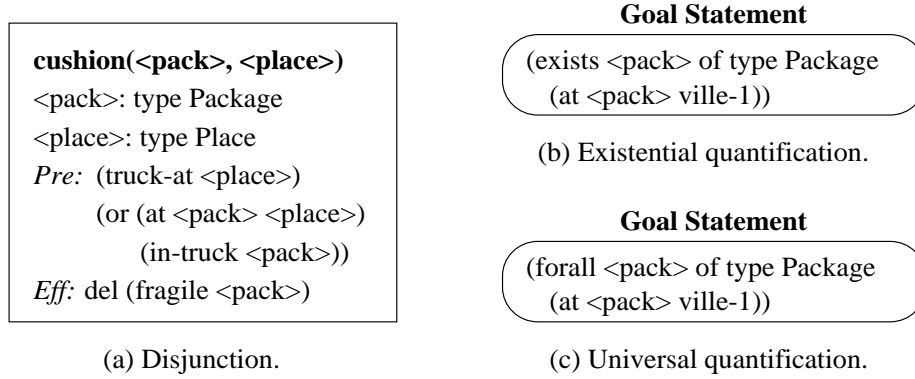 cushion(<pack>, <place>)
<pack>: type Package
<place>: type Place
Pre: (truck-at <place>)
(or (at <pack> <place>)
(in-truck <pack>))
Eff: del (fragile <pack>)
(a) Disjunction.
Goal Statement
(exists <pack> of type Package
(at <pack> ville-1))
(b) Existential quantification.
Goal Statement
(forall <pack> of type Package
(at <pack> ville-1))
(c) Universal quantification.